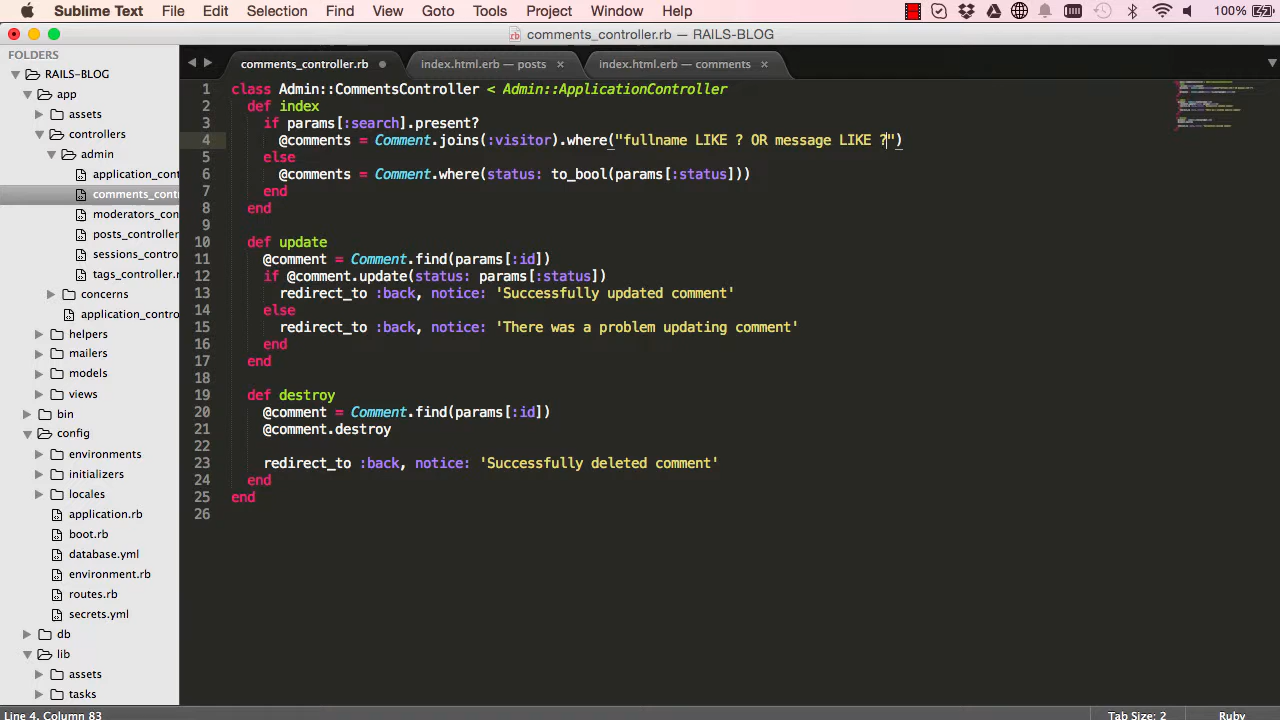 Sublime Text File Edit Selection Find View Goto Tools Project Window Help 100%
comments_controller.rb — RAILS-BLOG
FOLDERS
RAILS-BLOG
app
assets
controllers
admin
application_cont
comments_contr
moderators_con
posts_controller
sessions_contro
tags_controller.r
concerns
application_contro
helpers
mailers
models
views
bin
config
environments
initializers
locales
application.rb
boot.rb
database.yml
environment.rb
routes.rb
secrets.yml
db
lib
assets
tasks
comments_controller.rb index.html.erb — posts index.html.erb — comments
1 class Admin::CommentsController < Admin::ApplicationController
2 def index
3 if params[:search].present?
4 @comments = Comment.joins(:visitor).where("fullname LIKE ? OR message LIKE ?")
5 else
6 @comments = Comment.where(status: to_bool(params[:status]))
7 end
8 end
9
10 def update
11 @comment = Comment.find(params[:id])
12 if @comment.update(status: params[:status])
13 redirect_to :back, notice: 'Successfully updated comment'
14 else
15 redirect_to :back, notice: 'There was a problem updating comment'
16 end
17 end
18
19 def destroy
20 @comment = Comment.find(params[:id])
21 @comment.destroy
22
23 redirect_to :back, notice: 'Successfully deleted comment'
24 end
25 end
26
Line 4, Column 83 Tab Size: 2 Ruby